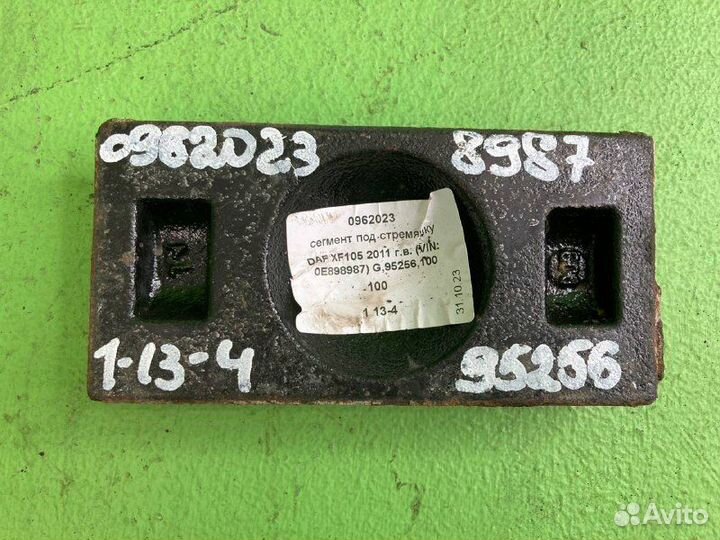 0962023
8987
0962023
сегмент под стремянку
DAF XF105 2011 г.в. (VIN:
0E898987) G,95256,100
100
1 13-4
31.10.23
1-13-4
95256
Avito